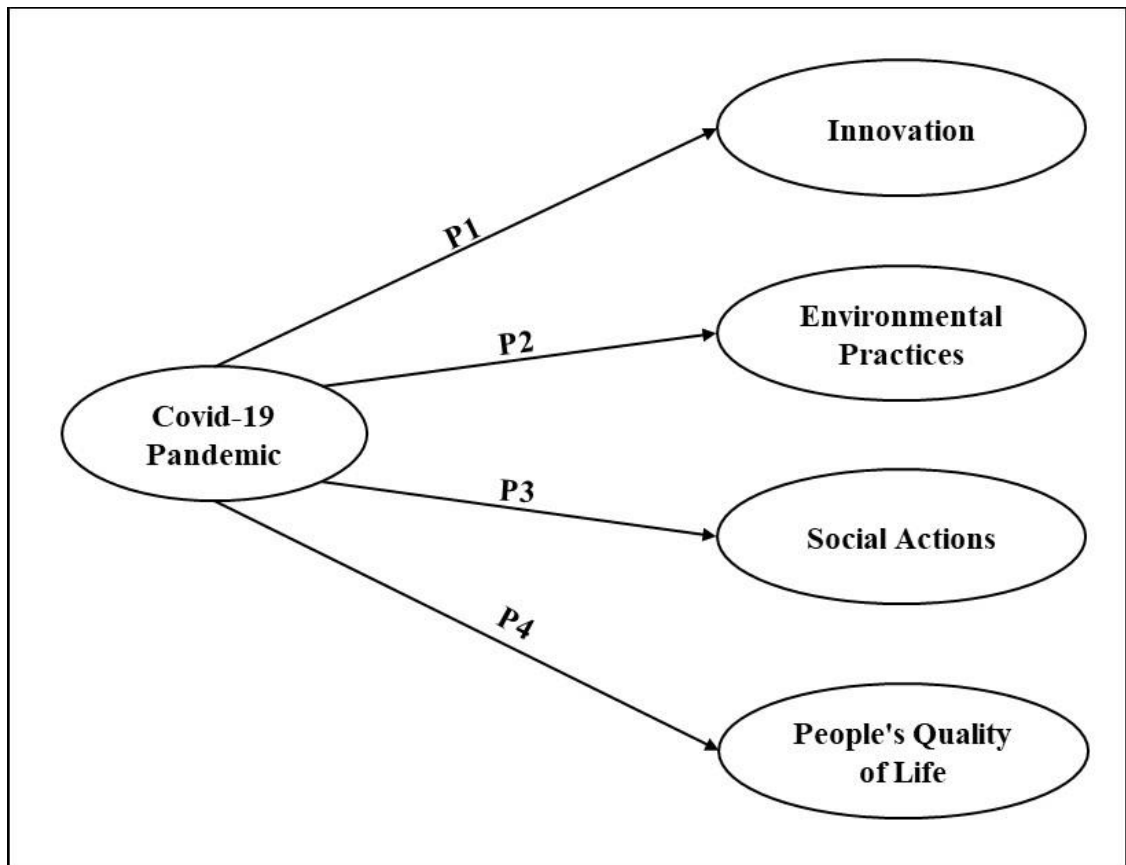 Innovation
P1
Environmental
Practices
P2
Covid-19
Pandemic
P3
Social Actions
P4
People's Quality
of Life